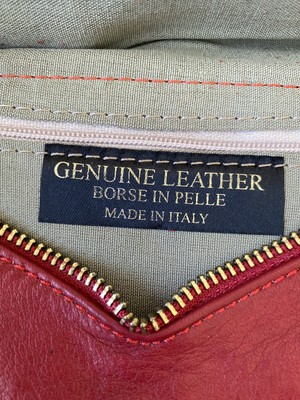 GENUINE LEATHER
BORSE IN PELLE
MADE IN ITALY